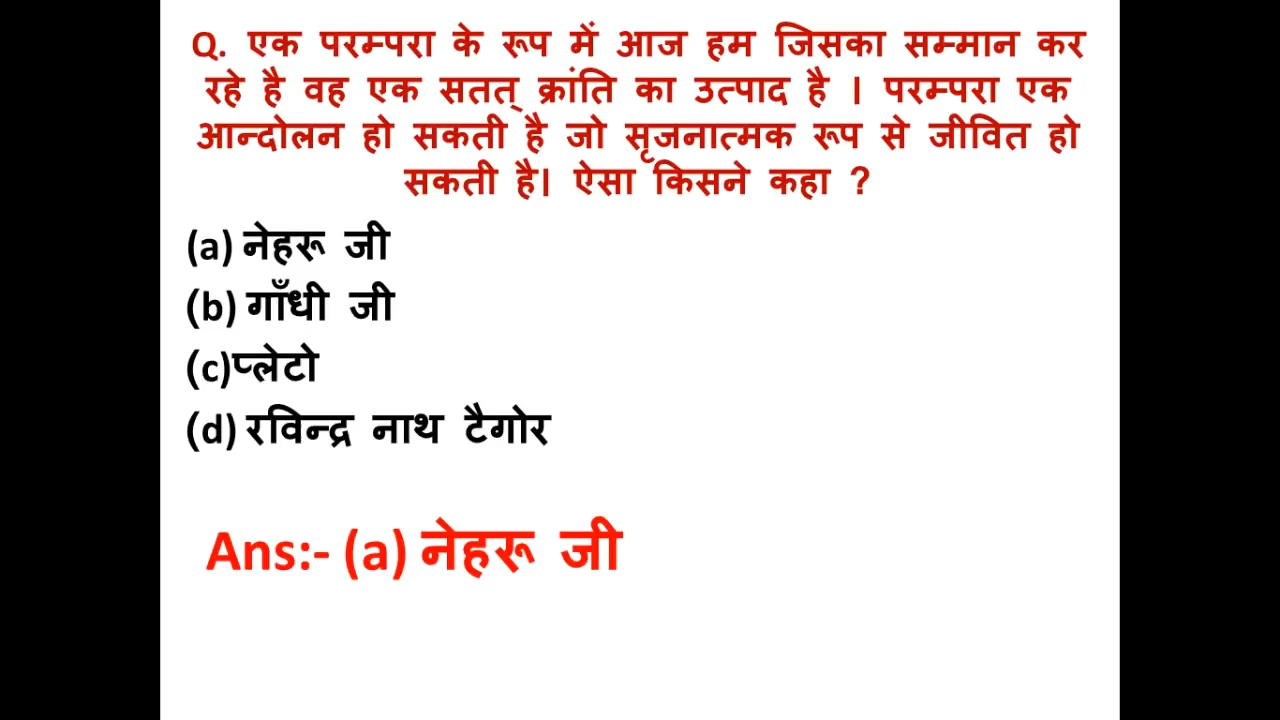 Q. एक परम्परा के रूप में आज हम जिसका सम्मान कर
रहे है वह एक सतत् क्रांति का उत्पाद है । परम्परा एक
आन्दोलन हो सकती है जो सृजनात्मक रूप से जीवित हो
सकती है। ऐसा किसने कहा ?
(a) नेहरू जी
(b) गाँधी जी
(c)प्लेटो
(d) रविन्द्र नाथ टैगोर
Ans:- (a) नेहरू जी